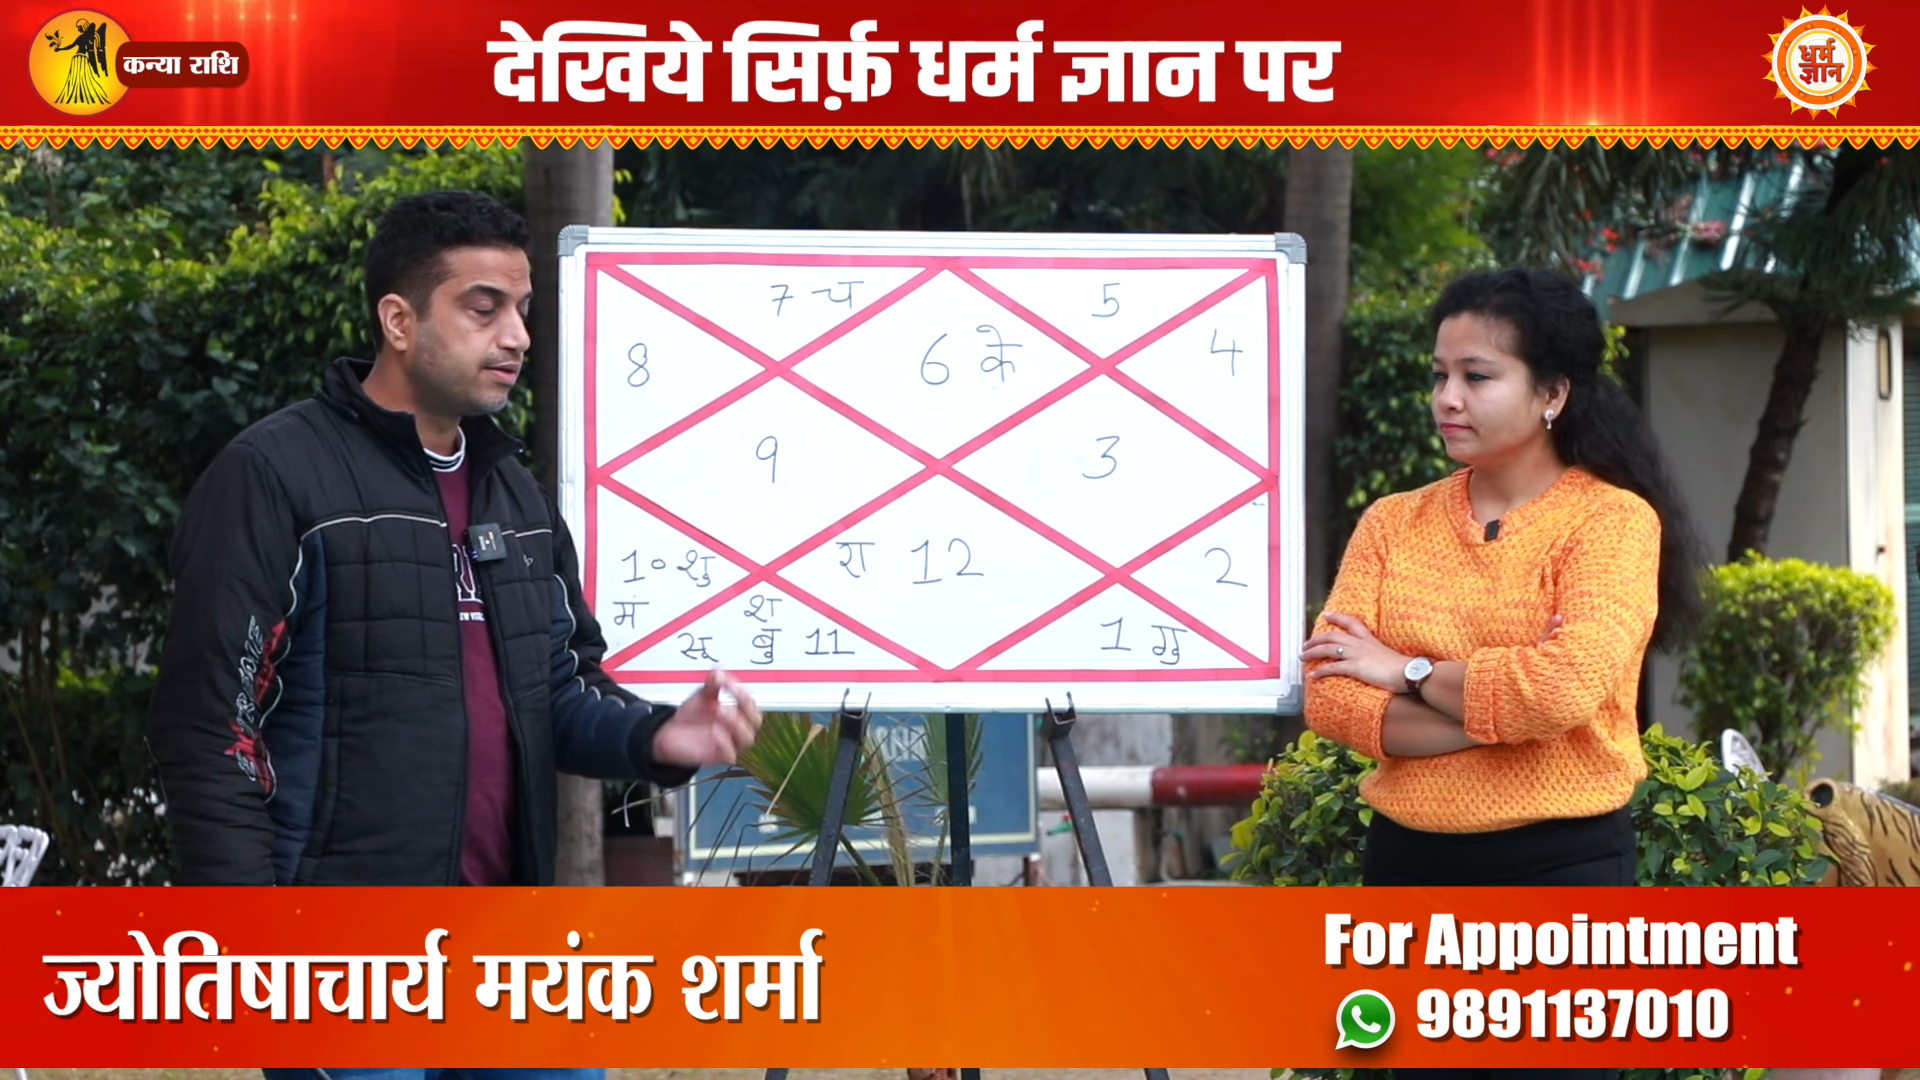 कन्या राशि
देखिये सिर्फ़ धर्म ज्ञान पर
धर्म
ज्ञान
7 च
5
8
6 के
4
9
3
10 शु
रा 12
2
मं
श
सू बु 11
1 गु
ज्योतिषाचार्य मयंक शर्मा
For Appointment
9891137010